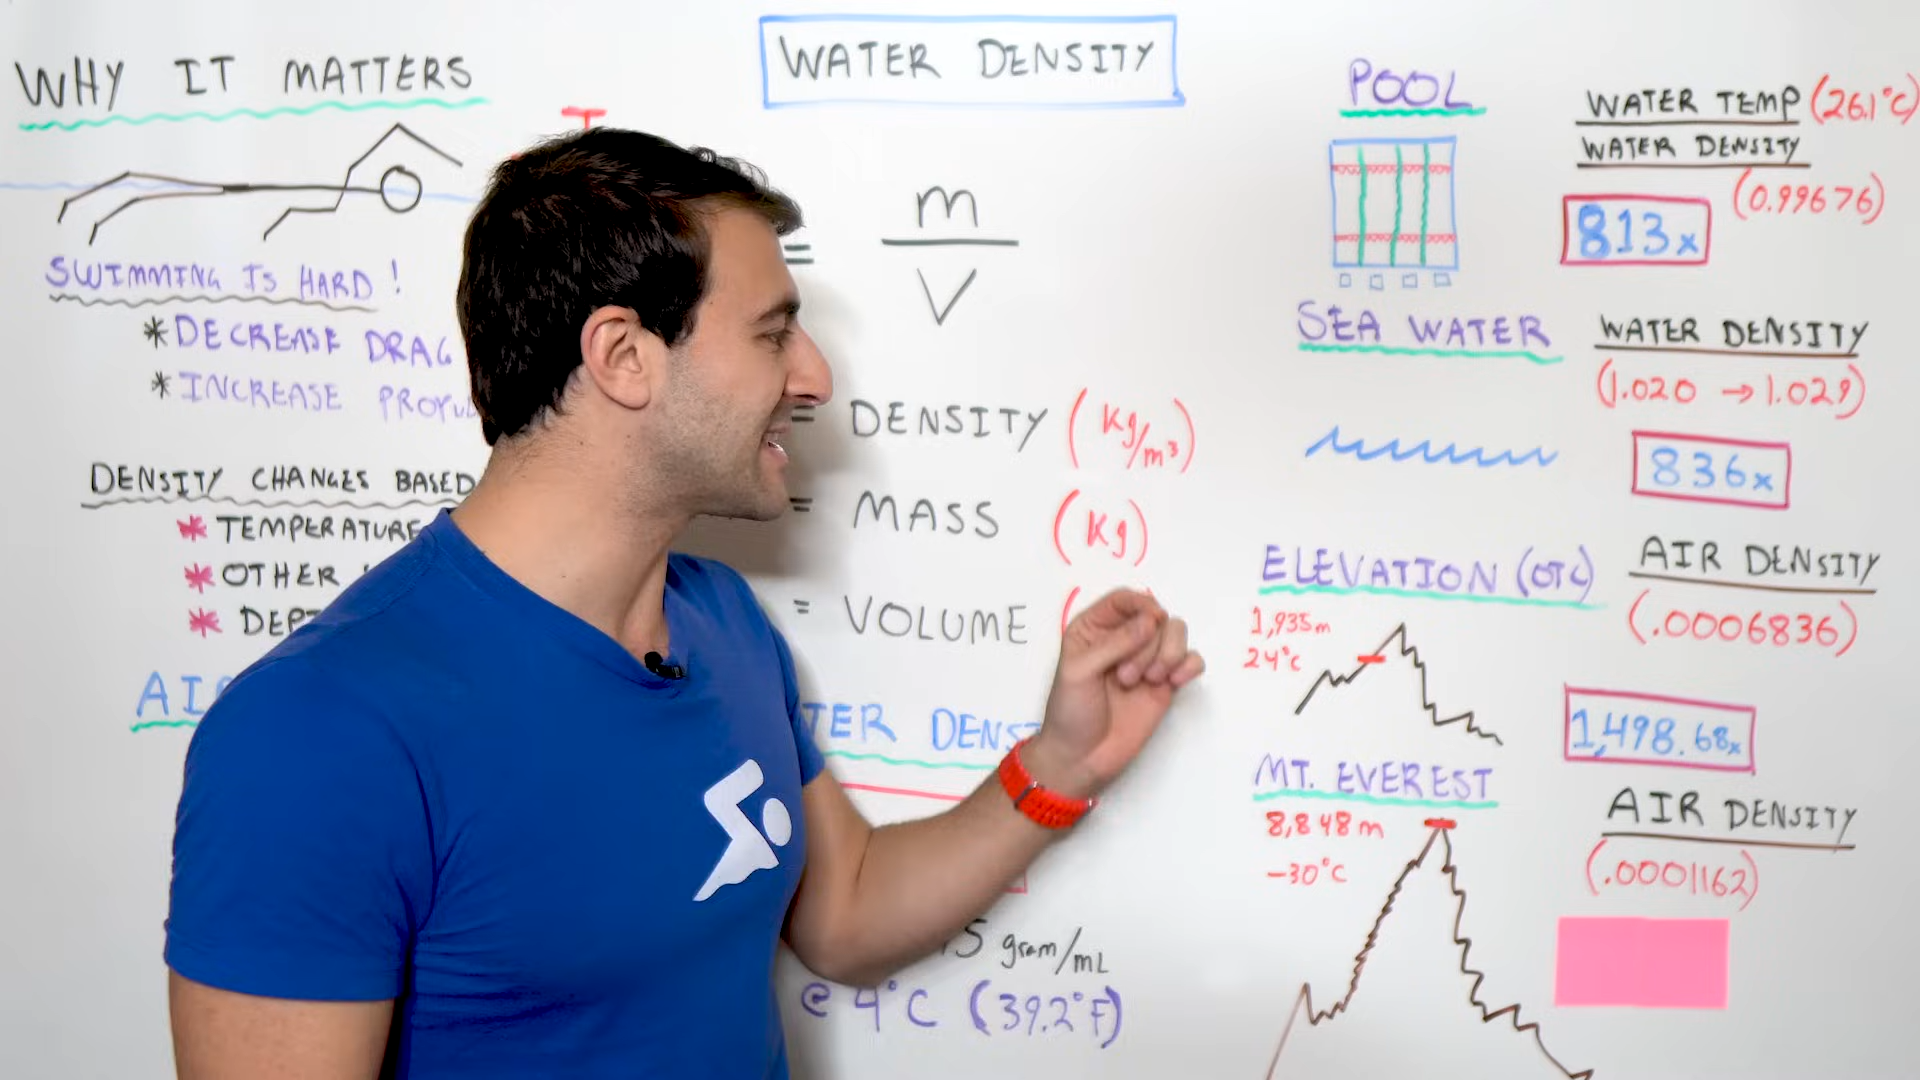 WATER DENSITY
WHY IT MATTERS
SWIMMING IS HARD!
*DECREASE DRAG
*INCREASE
DENSITY CHANGES BASED
* TEMPERATURE
* OTHER
*
= m
V
= DENSITY (Kg/m³)
= MASS (Kg)
= VOLUME (
DENS
5 gram/mL
@ 4°C (39.2°F)
POOL
WATER TEMP (26.1°C)
WATER DENSITY
(0.99676)
813x
SEA WATER
WATER DENSITY
(1.020 → 1.029)
836x
ELEVATION (OTC)
1,935m
24°C
AIR DENSITY
(.0006836)
1,498.68x
MT. EVEREST
8,848m
-30°C
AIR DENSITY
(.0001162)